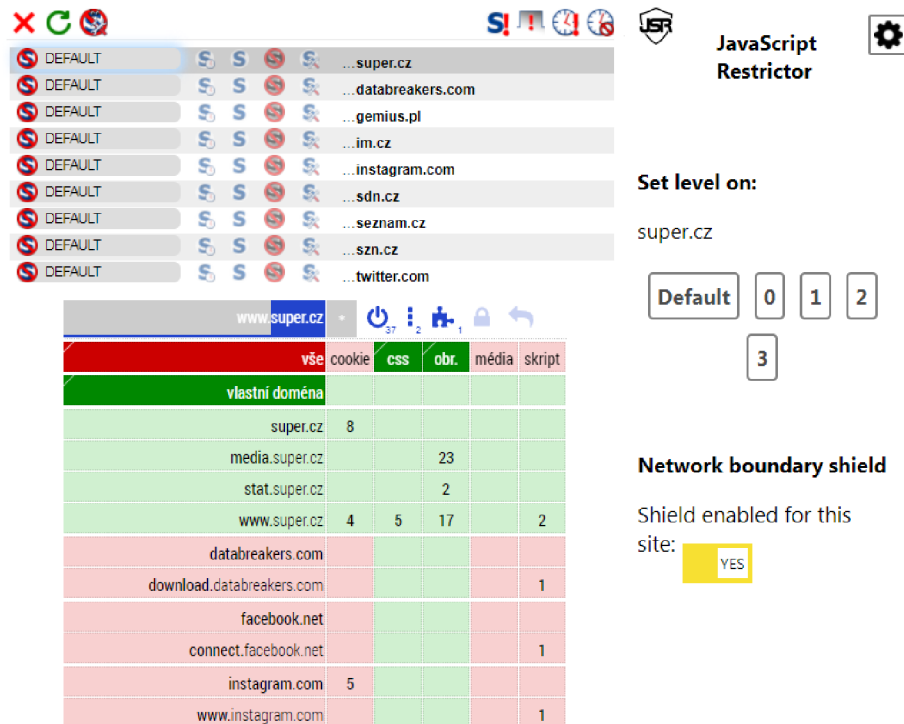 DEFAULT ...super.cz
DEFAULT ...databreakers.com
DEFAULT ...gemius.pl
DEFAULT ...im.cz
DEFAULT ...instagram.com
DEFAULT ...sdn.cz
DEFAULT ...seznam.cz
DEFAULT ...szn.cz
DEFAULT ...twitter.com
www.super.cz 37 2 1
vše cookie css obr. média skript
vlastní doména
super.cz 8
media.super.cz 23
stat.super.cz 2
www.super.cz 4 5 17 2
databreakers.com
download.databreakers.com 1
facebook.net
connect.facebook.net 1
instagram.com 5
www.instagram.com 1
JSR
JavaScript
Restrictor
Set level on:
super.cz
Default 0 1 2
3
Network boundary shield
Shield enabled for this
site: YES